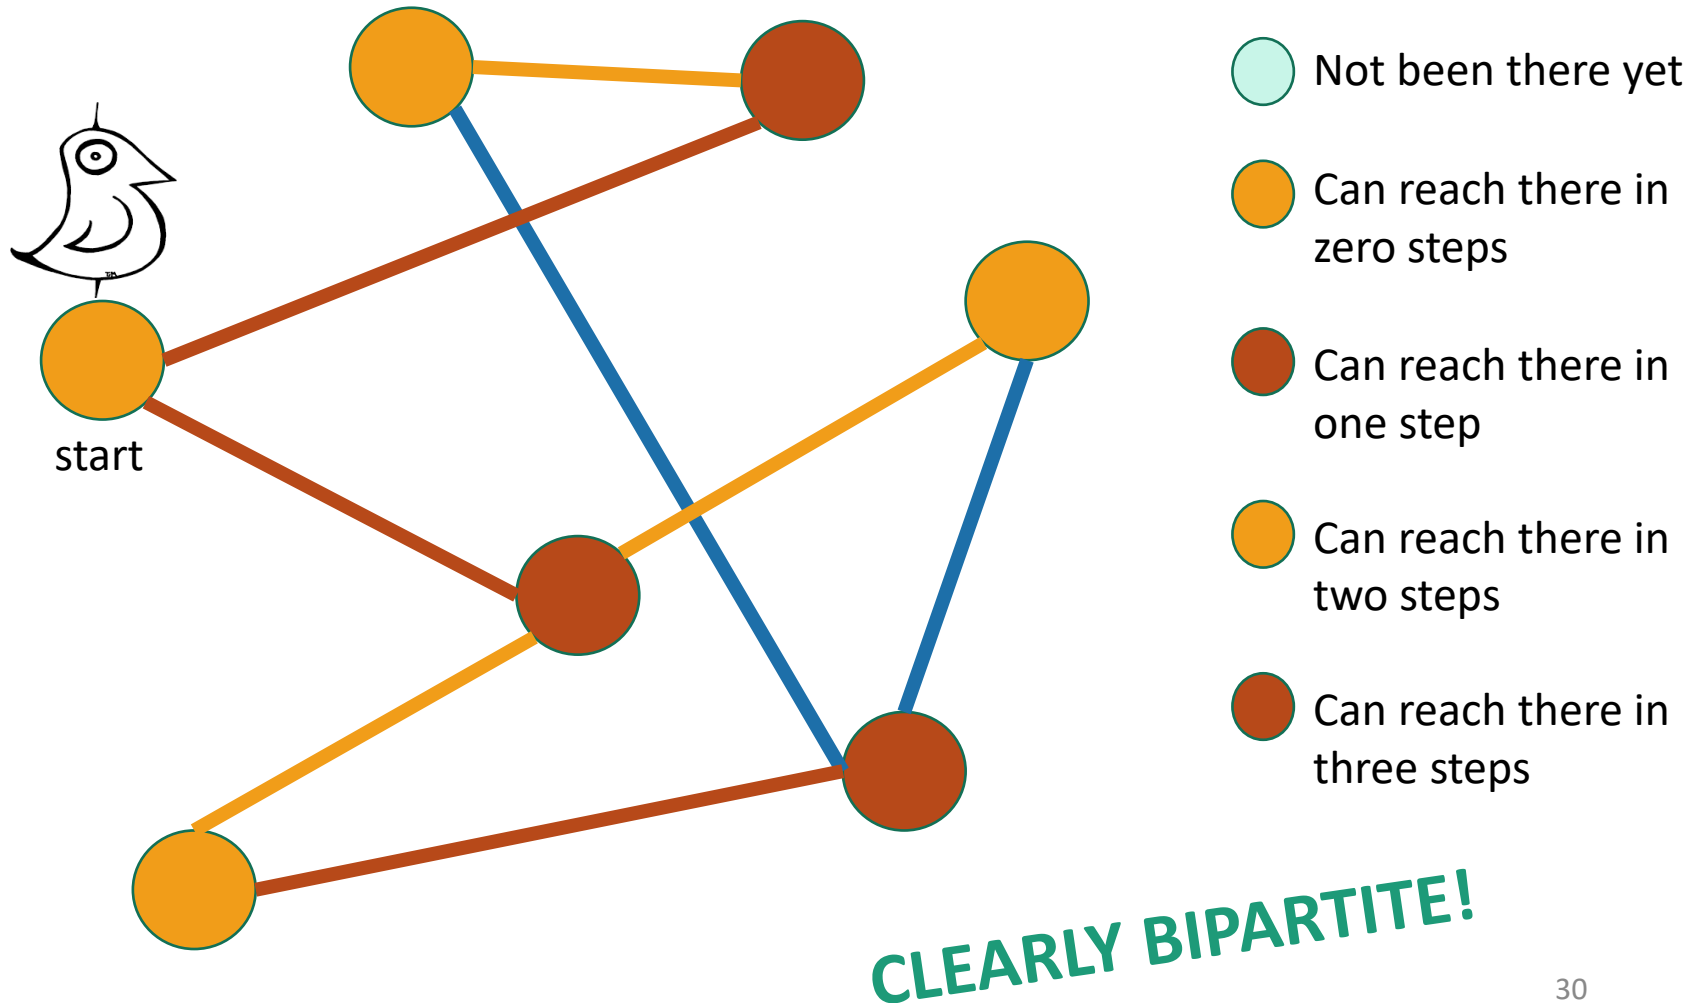 Not been there yet
Can reach there in
zero steps
Can reach there in
one step
start
Can reach there in
two steps
Can reach there in
three steps
CLEARLY BIPARTITE!
30